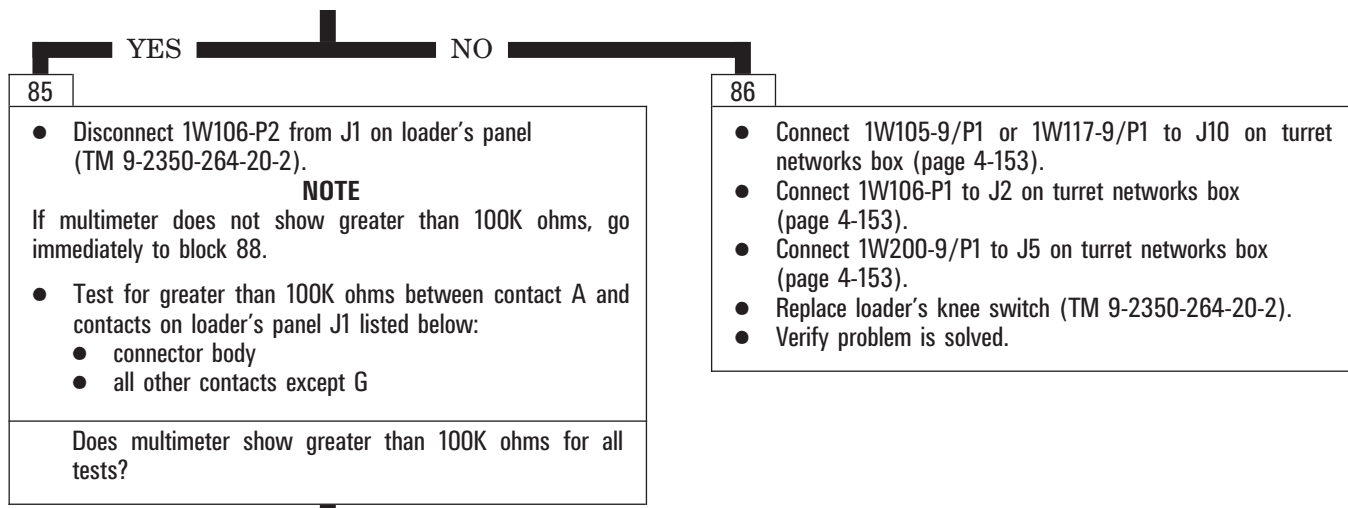 YES
NO
85
● Disconnect 1W106-P2 from J1 on loader's panel
(TM 9-2350-264-20-2).
NOTE
If multimeter does not show greater than 100K ohms, go
immediately to block 88.
● Test for greater than 100K ohms between contact A and
contacts on loader's panel J1 listed below:
● connector body
● all other contacts except G
Does multimeter show greater than 100K ohms for all
tests?
86
● Connect 1W105-9/P1 or 1W117-9/P1 to J10 on turret
networks box (page 4-153).
● Connect 1W106-P1 to J2 on turret networks box
(page 4-153).
● Connect 1W200-9/P1 to J5 on turret networks box
(page 4-153).
● Replace loader's knee switch (TM 9-2350-264-20-2).
● Verify problem is solved.